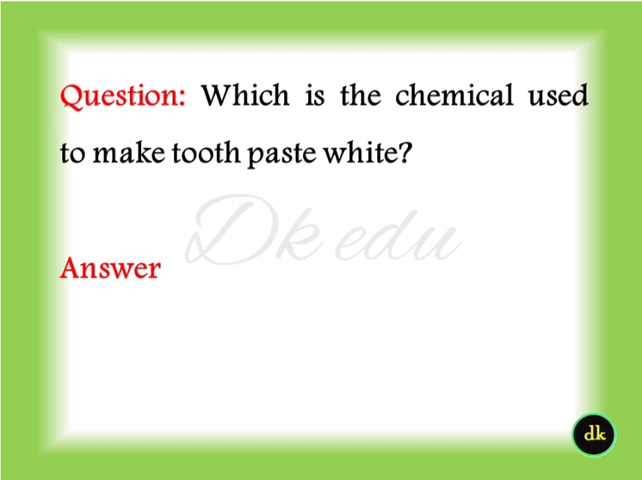 Question: Which is the chemical used
to make tooth paste white?
Dk edu
Answer
dk